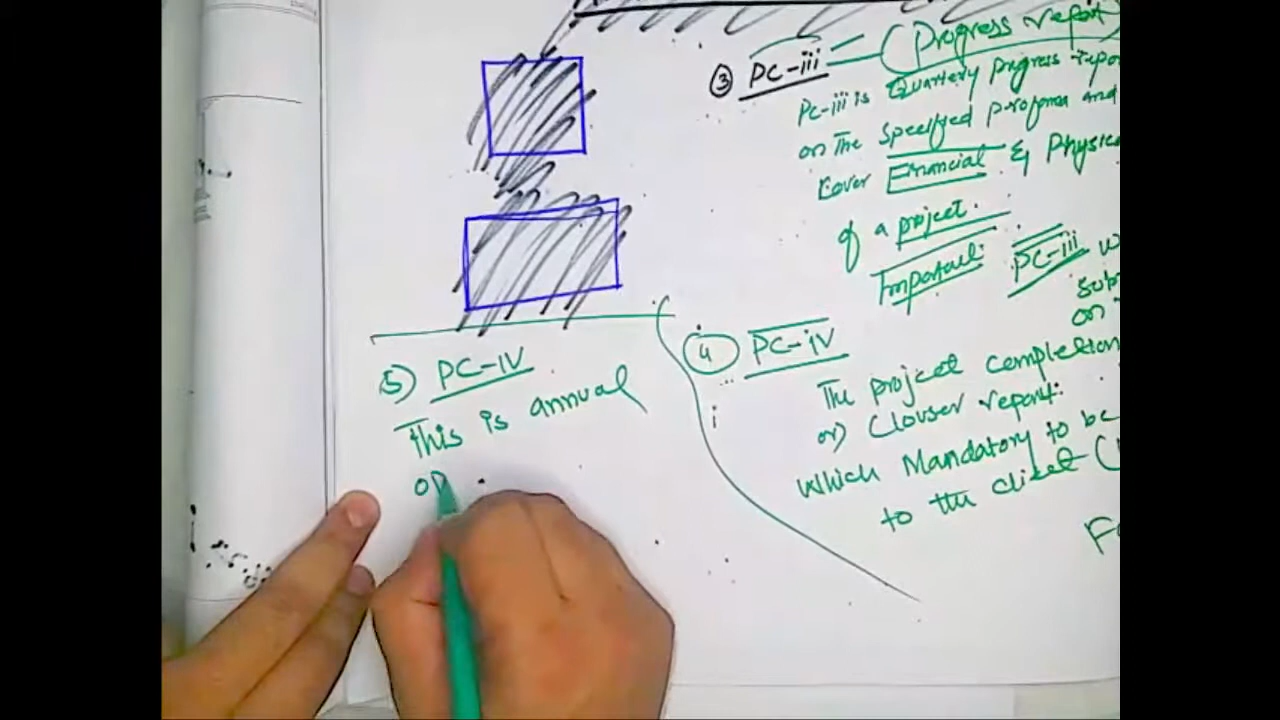 ③ PC-iii (Progress report)
PC-iii is Quarterly progress repo
on The Specified proforma and
Cover Financial & Physica
of a project.
Important PC-iii w
sub
on
4 PC-iV
The project completion
or) Clouser report:
which Mandatory to be
to the client (
Fo
5) PC-IV
This is annual
op